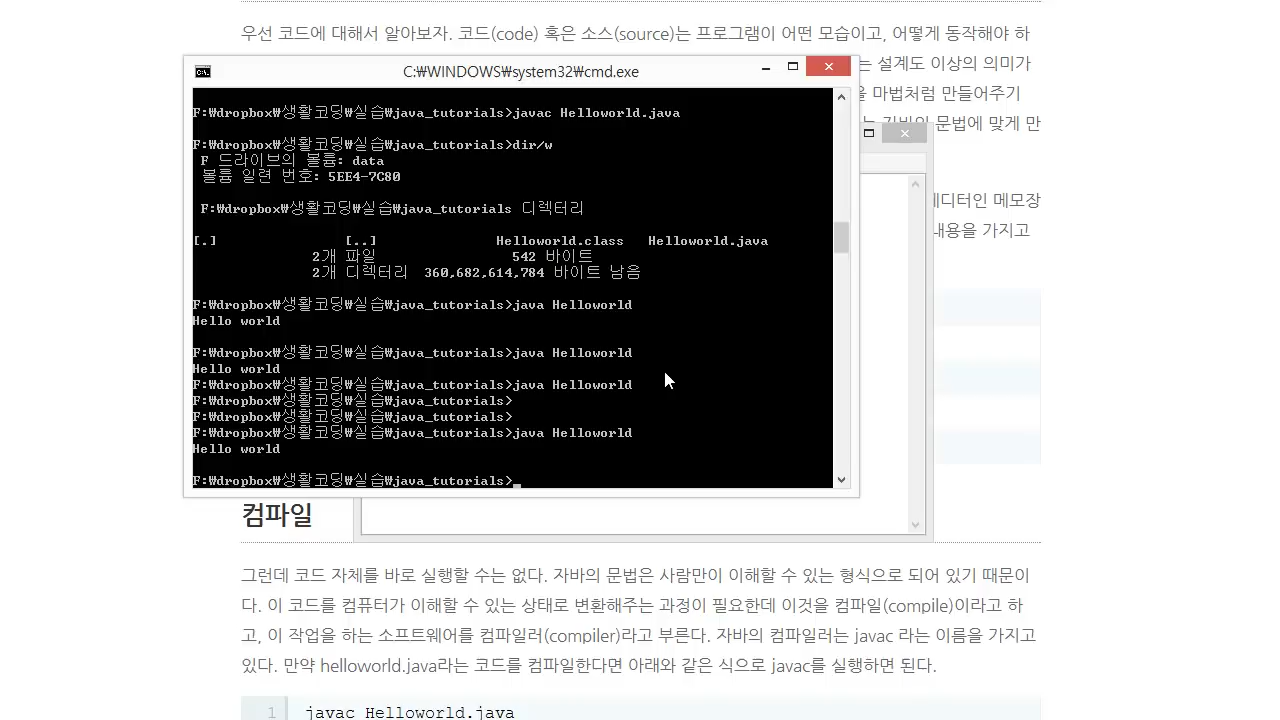 우선 코드에 대해서 알아보자. 코드(code) 혹은 소스(source)는 프로그램이 어떤 모습이고, 어떻게 동작해야 하
는 설계도 이상의 의미가
마법처럼 만들어주기
문법에 맞게 만
에디터인 메모장
내용을 가지고
C:₩WINDOWS₩system32₩cmd.exe
F:₩dropbox₩생활코딩₩실습₩java_tutorials>javac Helloworld.java
F:₩dropbox₩생활코딩₩실습₩java_tutorials>dir/w
F 드라이브의 볼륨: data
볼륨 일련 번호: 5EE4-7C80
F:₩dropbox₩생활코딩₩실습₩java_tutorials 디렉터리
[.] [..] Helloworld.class Helloworld.java
2개 파일 542 바이트
2개 디렉터리 360,682,614,784 바이트 남음
F:₩dropbox₩생활코딩₩실습₩java_tutorials>java Helloworld
Hello world
F:₩dropbox₩생활코딩₩실습₩java_tutorials>java Helloworld
Hello world
F:₩dropbox₩생활코딩₩실습₩java_tutorials>java Helloworld
F:₩dropbox₩생활코딩₩실습₩java_tutorials>
F:₩dropbox₩생활코딩₩실습₩java_tutorials>
F:₩dropbox₩생활코딩₩실습₩java_tutorials>java Helloworld
Hello world
F:₩dropbox₩생활코딩₩실습₩java_tutorials>_
컴파일
그런데 코드 자체를 바로 실행할 수는 없다. 자바의 문법은 사람만이 이해할 수 있는 형식으로 되어 있기 때문이
다. 이 코드를 컴퓨터가 이해할 수 있는 상태로 변환해주는 과정이 필요한데 이것을 컴파일(compile)이라고 하
고, 이 작업을 하는 소프트웨어를 컴파일러(compiler)라고 부른다. 자바의 컴파일러는 javac 라는 이름을 가지고
있다. 만약 helloworld.java라는 코드를 컴파일한다면 아래와 같은 식으로 javac를 실행하면 된다.
1 javac Helloworld.java